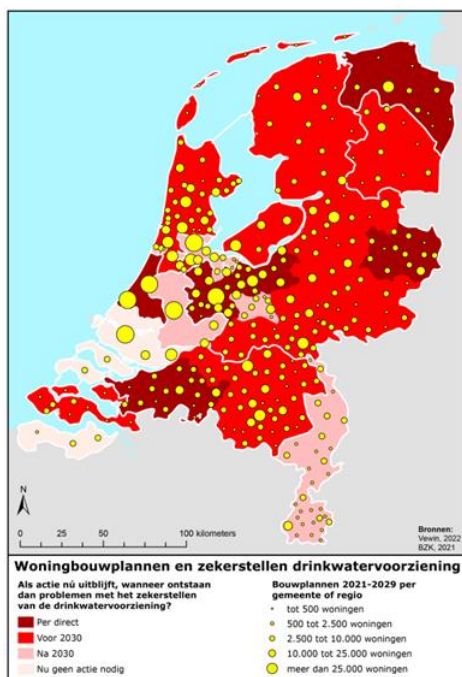 N
0
25
50
100 kilometers
Bronnen:
Vewin, 2022
BZK, 2021
Woningbouwplannen en zekerstellen drinkwatervoorziening
Als actie nú uitblijft, wanneer ontstaan
dan problemen met het zekerstellen
van de drinkwatervoorziening?
Per direct
Voor 2030
Na 2030
Nu geen actie nodig
Bouwplannen 2021-2029 per
gemeente of regio
tot 500 woningen
500 tot 2.500 woningen
2.500 tot 10.000 woningen
10.000 tot 25.000 woningen
meer dan 25.000 woningen